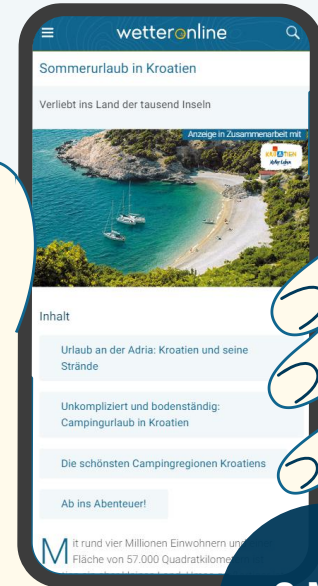 wetteronline
Sommerurlaub in Kroatien
Verliebt ins Land der tausend Inseln
Anzeige in Zusammenarbeit mit
Inhalt
Urlaub an der Adria: Kroatien und seine
Strände
Unkompliziert und bodenständig:
Campingurlaub in Kroatien
Die schönsten Campingregionen Kroatiens
Ab ins Abenteuer!
Mit rund vier Millionen Einwohnern und
Fläche von 57.000 Quadratkilome